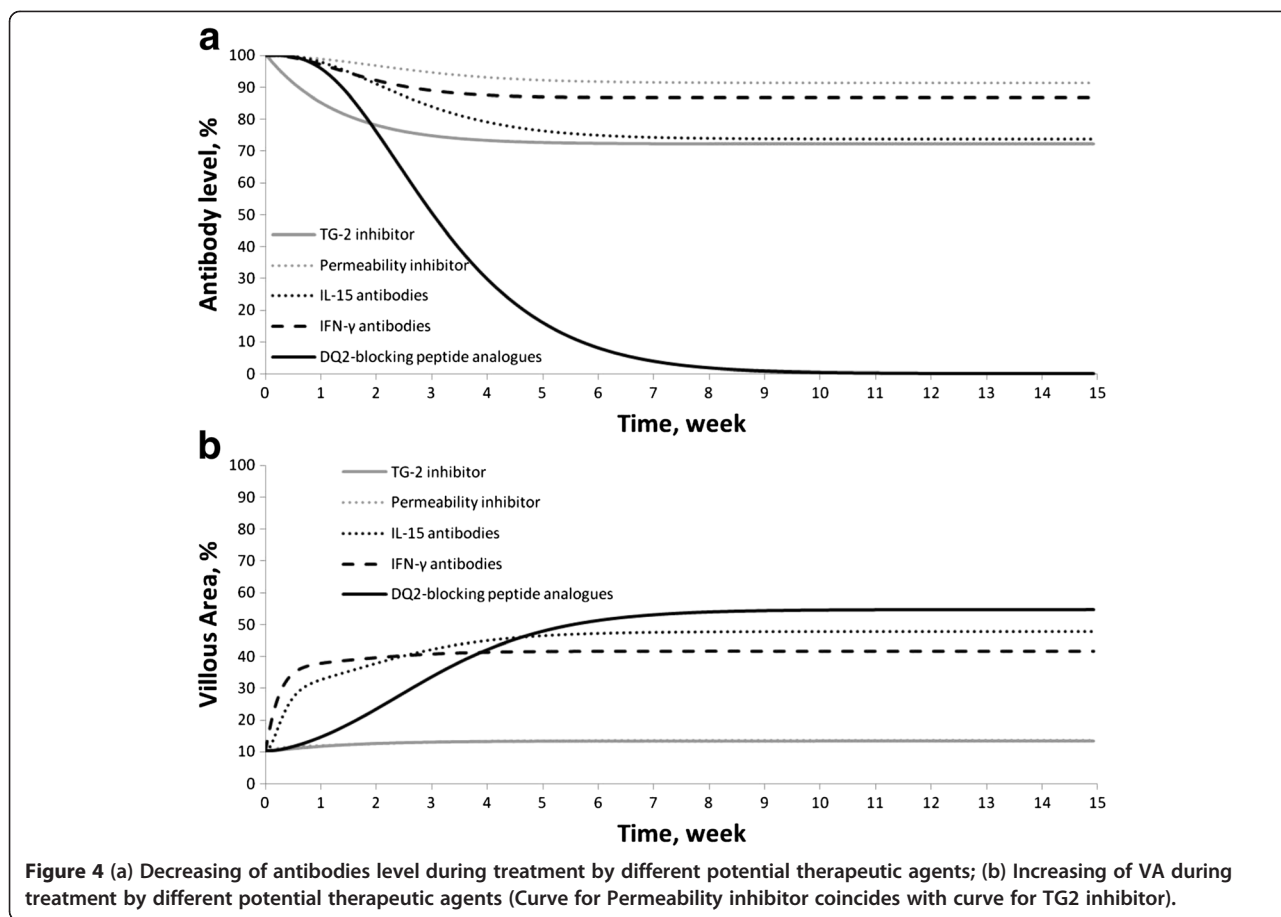 a
Antibody level, %
100
90
80
70
60
50
40
30
20
10
0
TG-2 inhibitor
Permeability inhibitor
IL-15 antibodies
IFN-γ antibodies
DQ2-blocking peptide analogues
0 1 2 3 4 5 6 7 8 9 10 11 12 13 14 15
Time, week
b
Villous Area, %
100
90
80
70
60
50
40
30
20
10
0
TG-2 inhibitor
Permeability inhibitor
IL-15 antibodies
IFN-γ antibodies
DQ2-blocking peptide analogues
0 1 2 3 4 5 6 7 8 9 10 11 12 13 14 15
Time, week
Figure 4 (a) Decreasing of antibodies level during treatment by different potential therapeutic agents; (b) Increasing of VA during
treatment by different potential therapeutic agents (Curve for Permeability inhibitor coincides with curve for TG2 inhibitor).